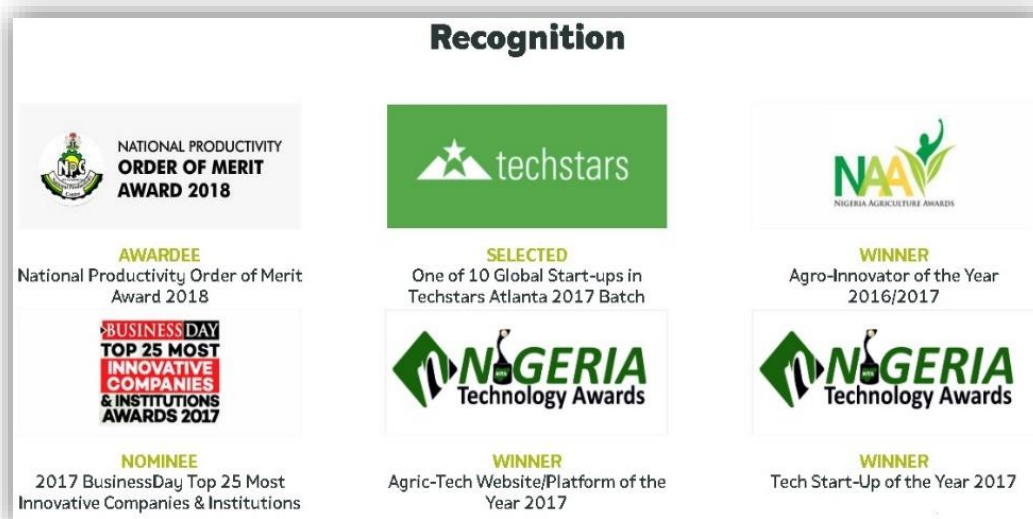 Recognition
NATIONAL PRODUCTIVITY
ORDER OF MERIT
AWARD 2018
techstars
NAA
NIGERIA AGRICULTURE AWARDS
AWARDEE
National Productivity Order of Merit
Award 2018
SELECTED
One of 10 Global Start-ups in
Techstars Atlanta 2017 Batch
WINNER
Agro-Innovator of the Year
2016/2017
BUSINESS DAY
TOP 25 MOST
INNOVATIVE
COMPANIES
& INSTITUTIONS
AWARDS 2017
NIGERIA
Technology Awards
NIGERIA
Technology Awards
NOMINEE
2017 BusinessDay Top 25 Most
Innovative Companies & Institutions
WINNER
Agric-Tech Website/Platform of the
Year 2017
WINNER
Tech Start-Up of the Year 2017